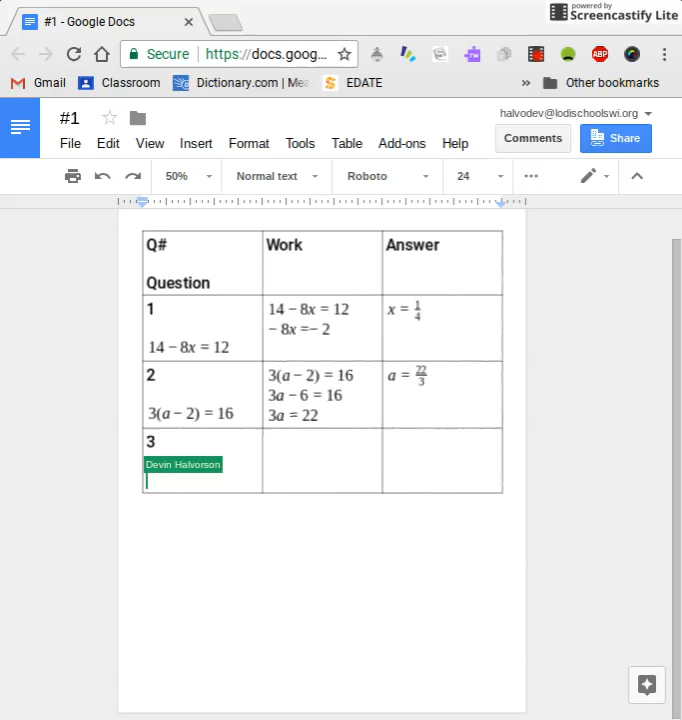 powered by
Screencastify Lite
#1 - Google Docs
Secure https://docs.goog...
Gmail Classroom Dictionary.com | Mea EDATE » Other bookmarks
#1
halvodev@lodischoolswi.org
File Edit View Insert Format Tools Table Add-ons Help
Comments Share
50% Normal text Roboto 24
Q#
Question
Work
Answer
1
14 − 8x = 12
14 − 8x = 12
− 8x =− 2
x = 1/4
2
3(a − 2) = 16
3(a − 2) = 16
3a − 6 = 16
3a = 22
a = 22/3
3
Devin Halvorson